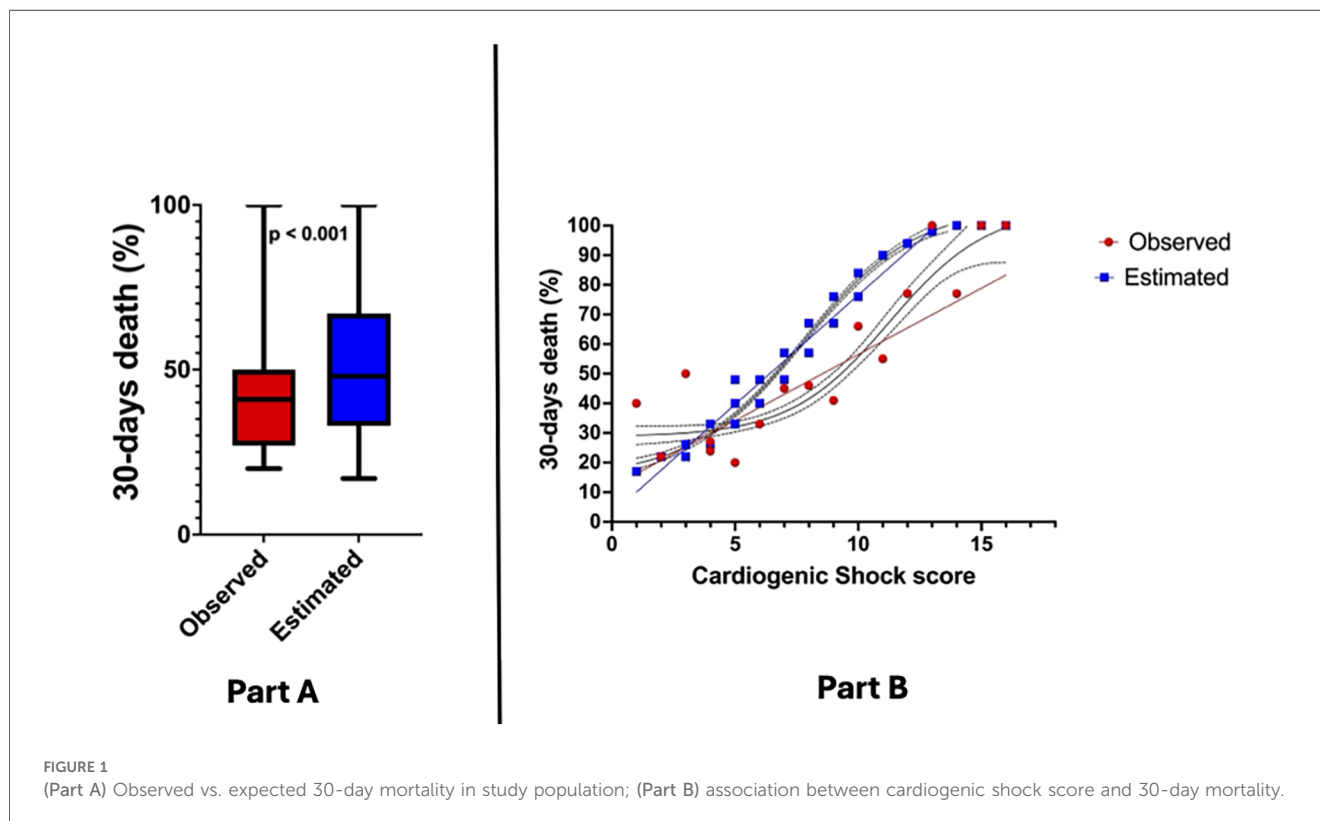 100
50
0
30-days death (%)
p < 0.001
Observed
Estimated
Part A
100
90
80
70
60
50
40
30
20
10
0
30-days death (%)
0 5 10 15
Cardiogenic Shock score
Observed
Estimated
Part B
FIGURE 1
(Part A) Observed vs. expected 30-day mortality in study population; (Part B) association between cardiogenic shock score and 30-day mortality.